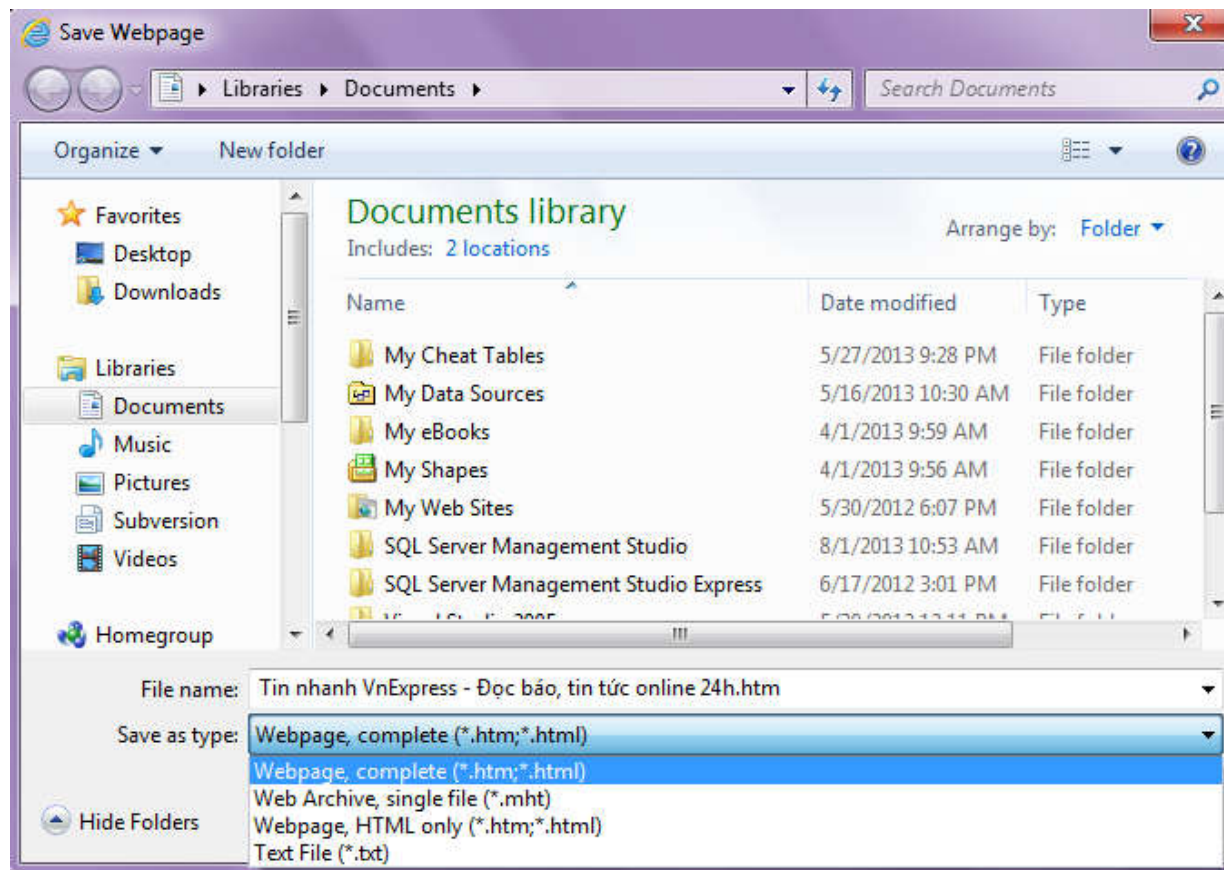 Save Webpage
Libraries Documents Search Documents
Organize New folder
Favorites
Desktop
Downloads
Libraries
Documents
Music
Pictures
Subversion
Videos
Homegroup
Documents library
Includes: 2 locations
Arrange by: Folder
Name Date modified Type
My Cheat Tables 5/27/2013 9:28 PM File folder
My Data Sources 5/16/2013 10:30 AM File folder
My eBooks 4/1/2013 9:59 AM File folder
My Shapes 4/1/2013 9:56 AM File folder
My Web Sites 5/30/2012 6:07 PM File folder
SQL Server Management Studio 8/1/2013 10:53 AM File folder
SQL Server Management Studio Express 6/17/2012 3:01 PM File folder
File name: Tin nhanh VnExpress - Đọc báo, tin tức online 24h.htm
Save as type: Webpage, complete (*.htm;*.html)
Webpage, complete (*.htm;*.html)
Web Archive, single file (*.mht)
Webpage, HTML only (*.htm;*.html)
Text File (*.txt)
Hide Folders